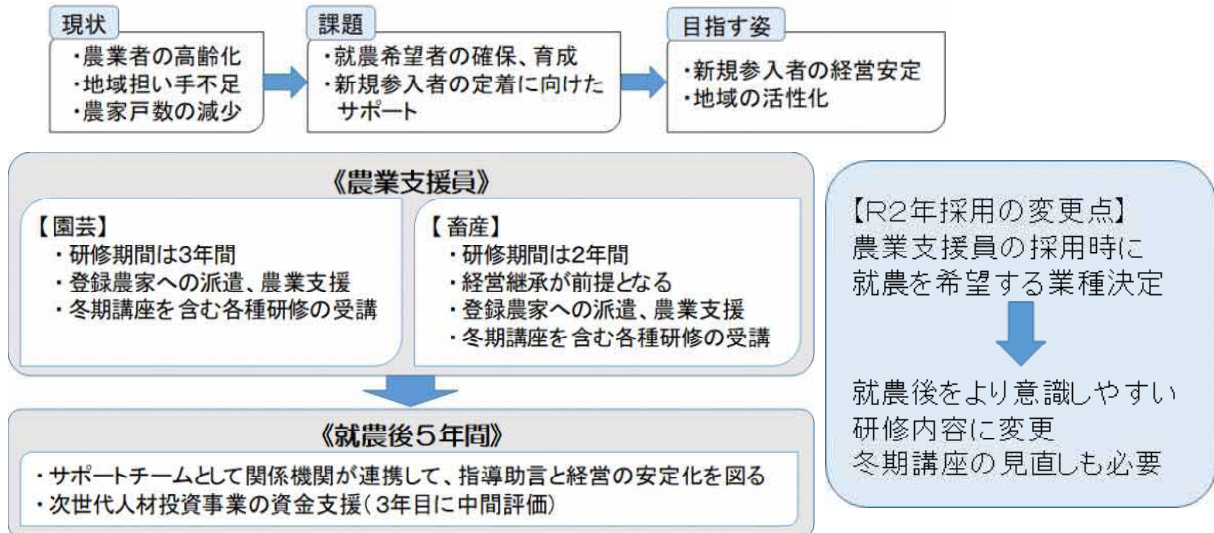 現状
・農業者の高齢化
・地域担い手不足
・農家戸数の減少
課題
・就農希望者の確保、育成
・新規参入者の定着に向けた
サポート
目指す姿
・新規参入者の経営安定
・地域の活性化
《農業支援員》
【園芸】
・研修期間は3年間
・登録農家への派遣、農業支援
・冬期講座を含む各種研修の受講
【畜産】
・研修期間は2年間
・経営継承が前提となる
・登録農家への派遣、農業支援
・冬期講座を含む各種研修の受講
《就農後5年間》
・サポートチームとして関係機関が連携して、指導助言と経営の安定化を図る
・次世代人材投資事業の資金支援(3年目に中間評価)
【R2年採用の変更点】
農業支援員の採用時に
就農を希望する業種決定
就農後をより意識しやすい
研修内容に変更
冬期講座の見直しも必要